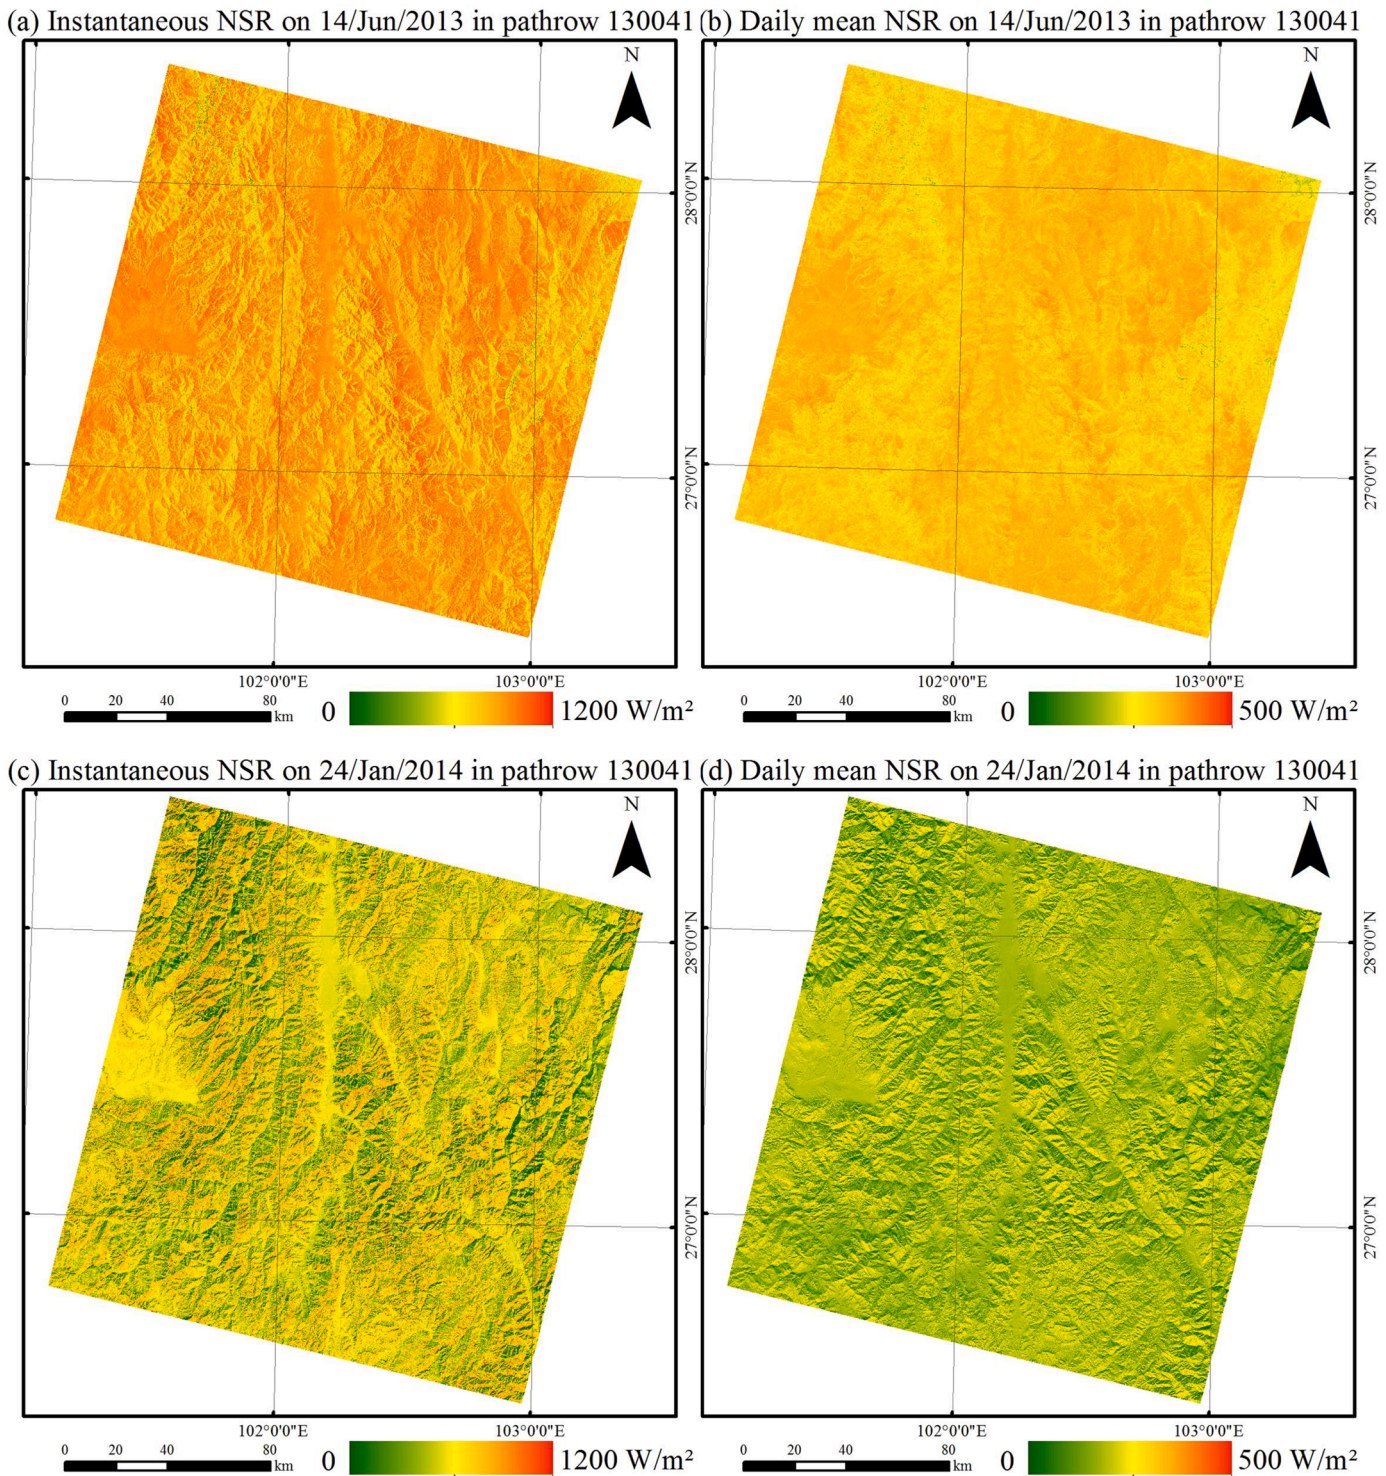 (a) Instantaneous NSR on 14/Jun/2013 in pathrow 130041
N
28°0'0"N
27°0'0"N
102°0'0"E 103°0'0"E
0 20 40 80
km
0 1200 W/m²
(b) Daily mean NSR on 14/Jun/2013 in pathrow 130041
N
28°0'0"N
27°0'0"N
102°0'0"E 103°0'0"E
0 20 40 80
km
0 500 W/m²
(c) Instantaneous NSR on 24/Jan/2014 in pathrow 130041
N
28°0'0"N
27°0'0"N
102°0'0"E 103°0'0"E
0 20 40 80
km
0 1200 W/m²
(d) Daily mean NSR on 24/Jan/2014 in pathrow 130041
N
28°0'0"N
27°0'0"N
102°0'0"E 103°0'0"E
0 20 40 80
km
0 500 W/m²